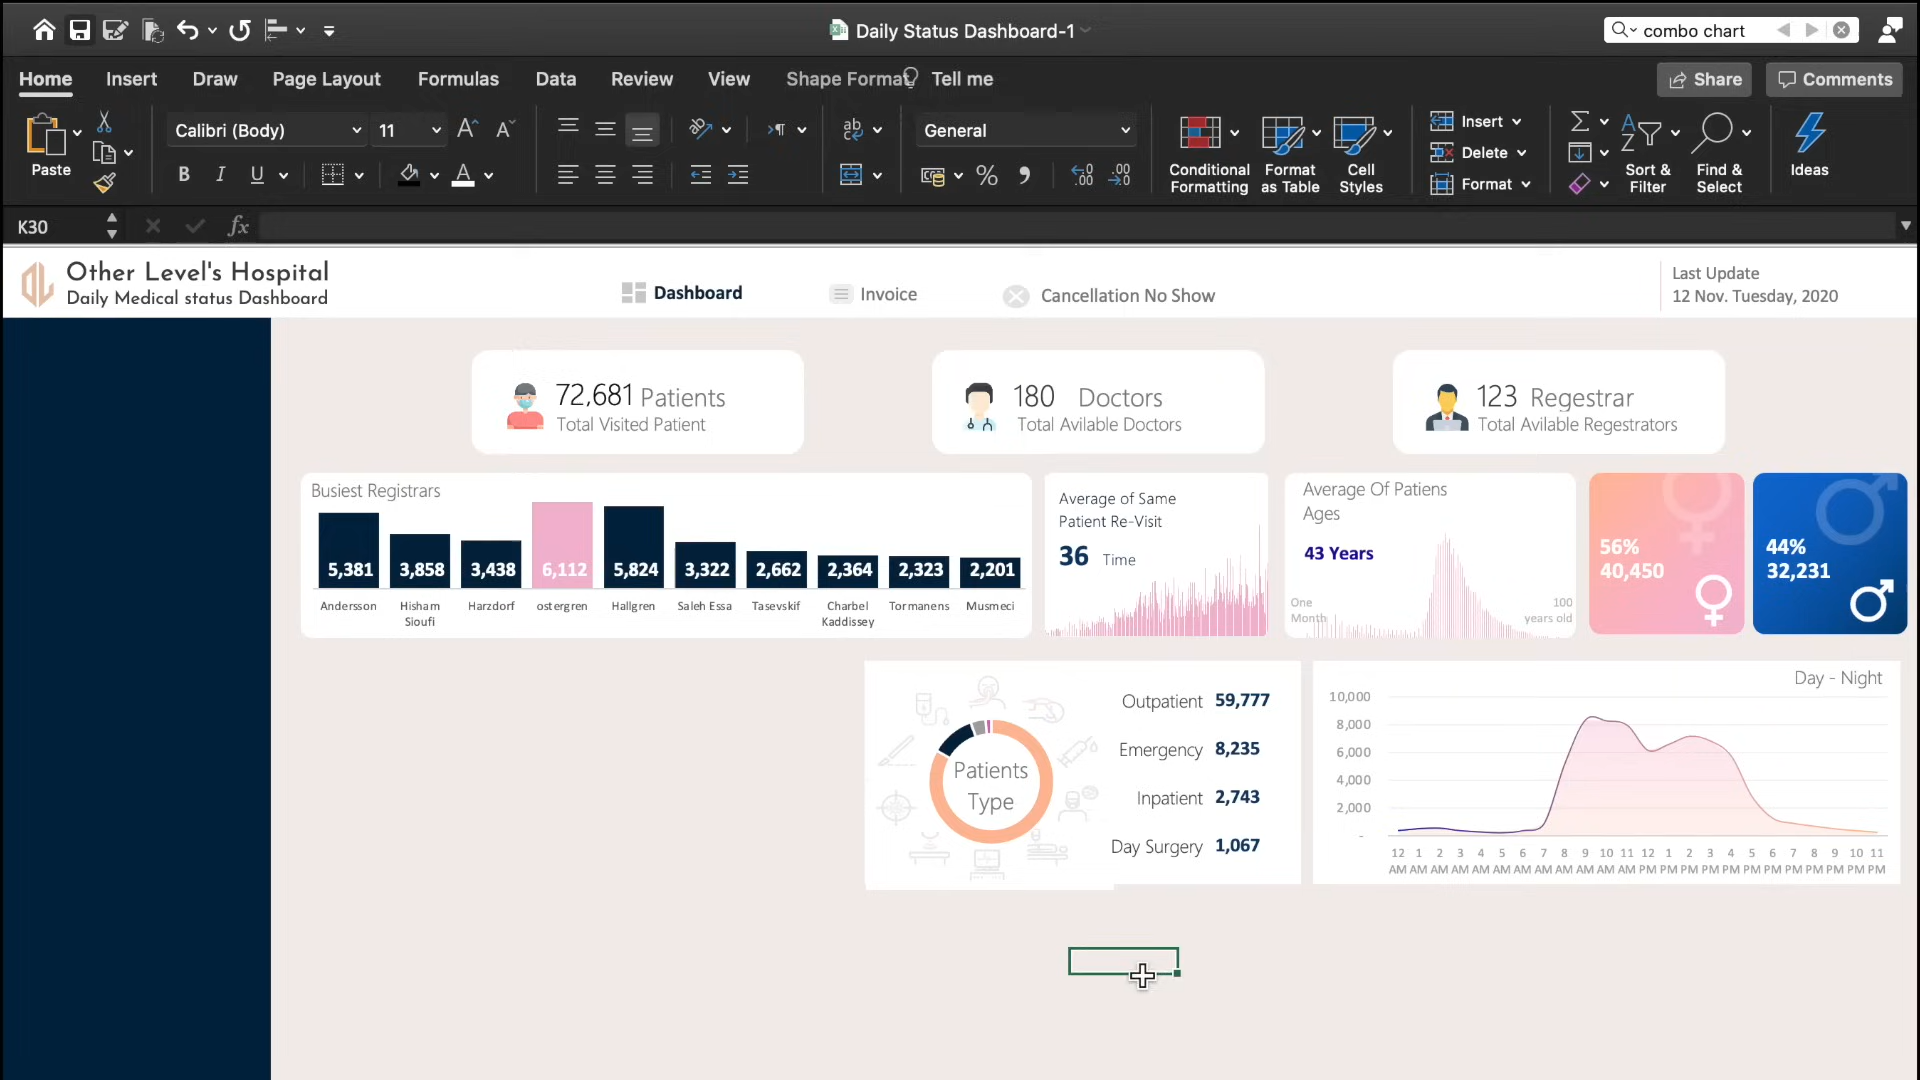 Daily Status Dashboard-1
combo chart
Home Insert Draw Page Layout Formulas Data Review View Shape Format Tell me
Share
Comments
Paste
Calibri (Body)
11
B I U
A
General
Conditional Formatting
Format as Table
Cell Styles
Insert
Delete
Format
Sort & Filter
Find & Select
Ideas
K30
fx
Other Level's Hospital
Daily Medical status Dashboard
Dashboard
Invoice
Cancellation No Show
Last Update
12 Nov. Tuesday, 2020
72,681 Patients
Total Visited Patient
180 Doctors
Total Avilable Doctors
123 Regestrar
Total Avilable Regestrators
Busiest Registrars
5,381 3,858 3,438 6,112 5,824 3,322 2,662 2,364 2,323 2,201
Andersson Hisham Harzdorf ostergren Hallgren Saleh Essa Tasevskif Charbel Tormanens Musmeci
Sioufi Kaddissey
Average of Same
Patient Re-Visit
36 Time
Average Of Patiens
Ages
43 Years
One
Month
100
years old
56%
40,450
44%
32,231
Patients
Type
Outpatient 59,777
Emergency 8,235
Inpatient 2,743
Day Surgery 1,067
Day - Night
10,000
8,000
6,000
4,000
2,000
-
12 1 2 3 4 5 6 7 8 9 10 11 12 1 2 3 4 5 6 7 8 9 10 11
AM AM AM AM AM AM AM AM AM AM AM AM PM PM PM PM PM PM PM PM PM PM PM PM